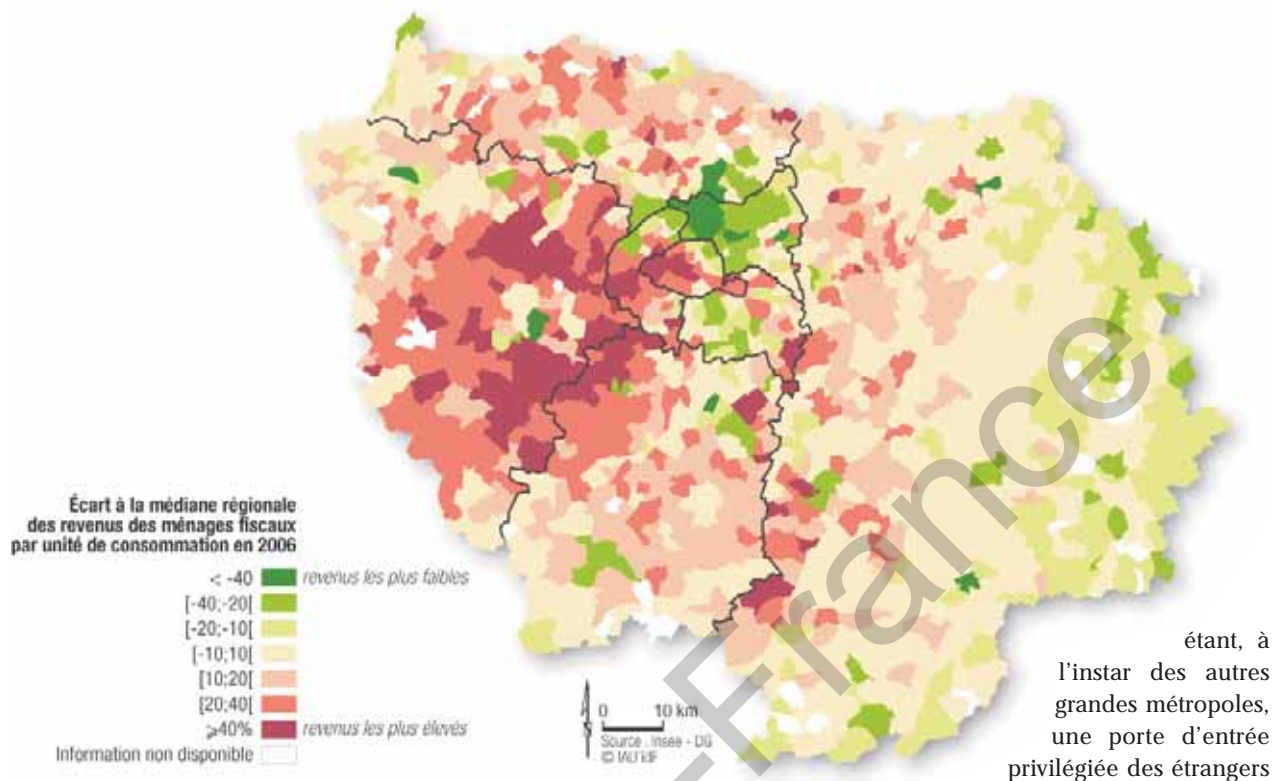 Écart à la médiane régionale
des revenus des ménages fiscaux
par unité de consommation en 2006
< -40 revenus les plus faibles
[-40;-20[
[-20;-10[
[-10;10[
[10;20[
[20;40[
⩾40% revenus les plus élevés
Information non disponible
N
S
0 10 km
Source : Insee - DG
© IAU îdF
France
étant, à
l'instar des autres
grandes métropoles,
une porte d'entrée
privilégiée des étrangers